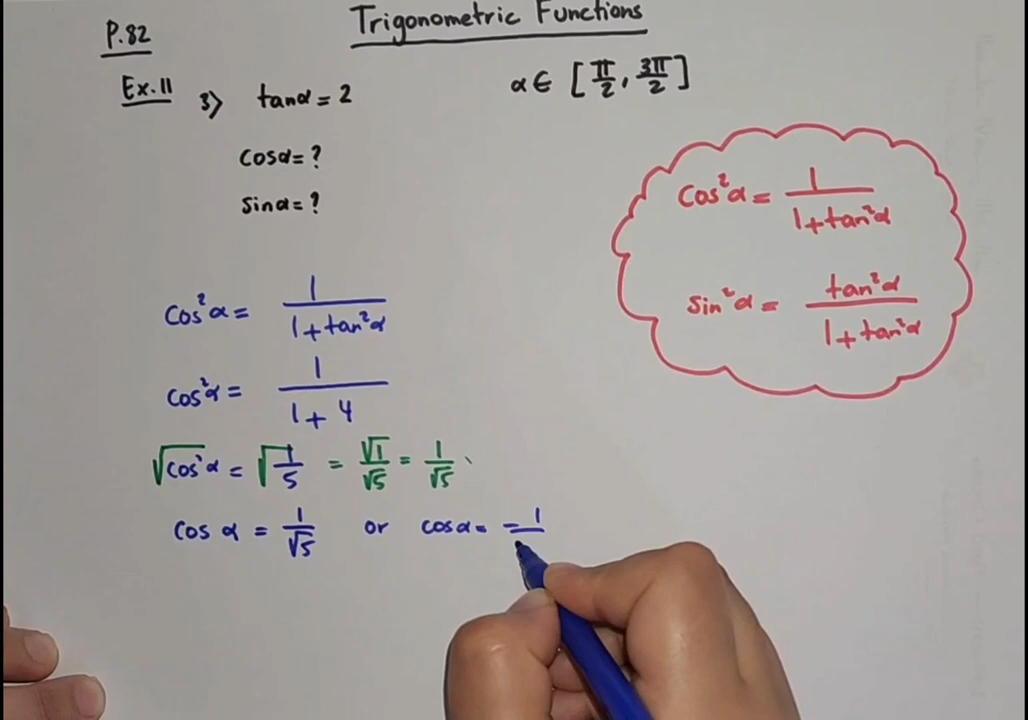 Trigonometric Functions
P.82
Ex.11 3) tanα = 2 α ∈ [π/2, 3π/2]
cosα = ?
sinα = ?
cos²α = 1/(1+tan²α)
sin²α = tan²α/(1+tan²α)
cos²α = 1/(1+tan²α)
cos²α = 1/(1+4)
√cos²α = √1/5 = √1/√5 = 1/√5
cos α = 1/√5 or cosα = -1/